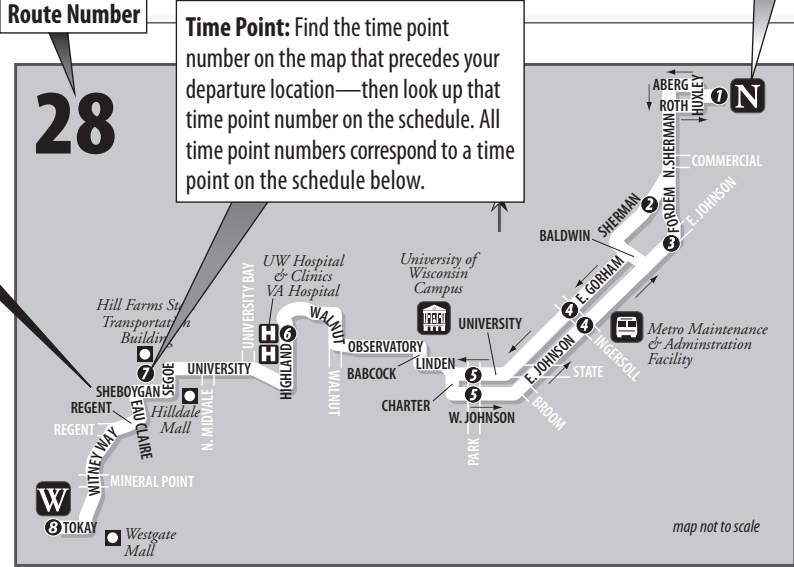 Route Number
Time Point: Find the time point
number on the map that precedes your
departure location—then look up that
time point number on the schedule. All
time point numbers correspond to a time
point on the schedule below.
28
ABERG
HUXLEY
ROTH
1
N
N.SHERMAN
COMMERCIAL
SHERMAN
2
FORDEM
E. JOHNSON
3
BALDWIN
E. GORHAM
4
4
INGERSOLL
Metro Maintenance
& Adminstration
Facility
University of
Wisconsin
Campus
UNIVERSITY
E. JOHNSON
STATE
BROOM
UW Hospital
& Clinics
VA Hospital
UNIVERSITY BAY
H
H
6
HIGHLAND
WALNUT
OBSERVATORY
WALNUT
BABCOCK
LINDEN
5
5
CHARTER
W. JOHNSON
PARK
Hill Farms St
Transportation
Building
7
SEGOE
UNIVERSITY
SHEBOYGAN
REGENT
EAU CLAIRE
Hilldale
Mall
N. MIDVALE
REGENT
WITNEY WAY
MINERAL POINT
W
8
TOKAY
Westgate
Mall
map not to scale